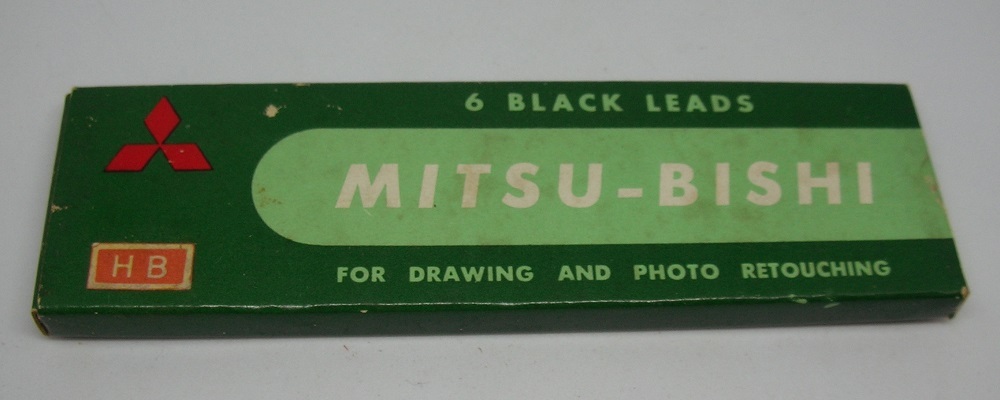 6 BLACK LEADS
MITSU-BISHI
HB
FOR DRAWING AND PHOTO RETOUCHING